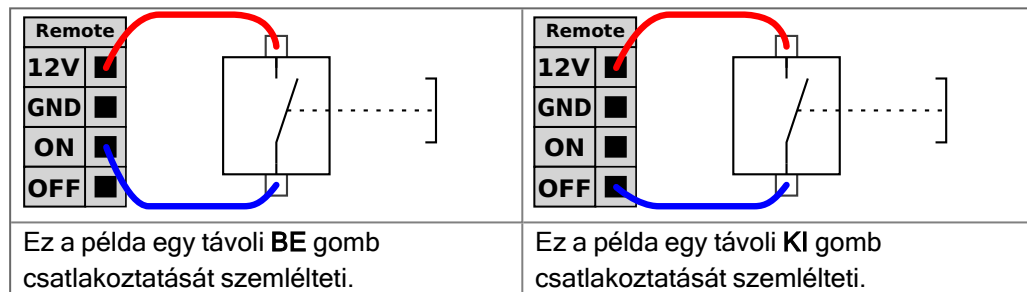 Remote
12V
GND
ON
OFF
Remote
12V
GND
ON
OFF
Ez a példa egy távoli BE gomb
csatlakoztatását szemlélteti.
Ez a példa egy távoli KI gomb
csatlakoztatását szemlélteti.